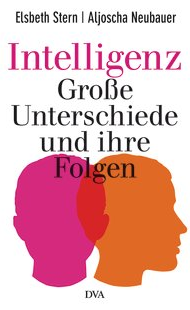 Elsbeth Stern | Aljoscha Neubauer
Intelligenz
Große
Unterschiede
und ihre
Folgen
DVA